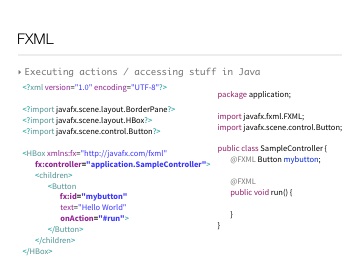 FXML
Executing actions / accessing stuff in Java
<?xml version="1.0" encoding="UTF-8"?>
<?import javafx.scene.layout.BorderPane?>
<?import javafx.scene.layout.HBox?>
<?import javafx.scene.control.Button?>
<HBox xmlns:fx="http://javafx.com/fxml"
fx:controller="application.SampleController">
<children>
<Button
fx:id="mybutton"
text="Hello World"
onAction="#run">
</Button>
</children>
</HBox>
package application;
import javafx.fxml.FXML;
import javafx.scene.control.Button;
public class SampleController {
@FXML Button mybutton;
@FXML
public void run() {
}
}